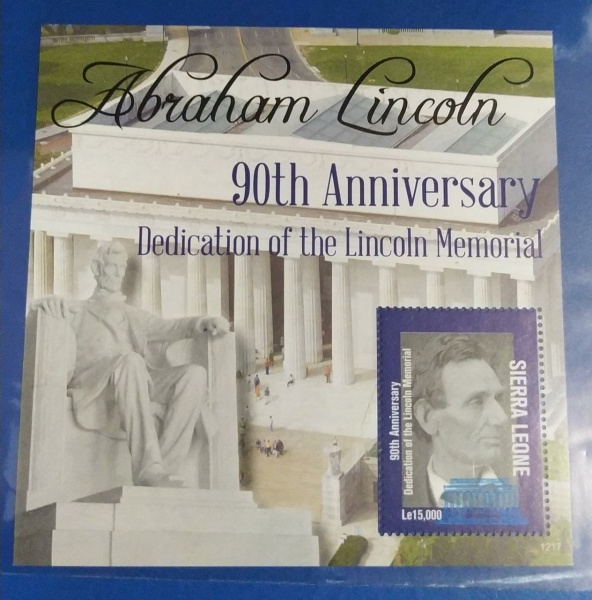 Abraham Lincoln
90th Anniversary
Dedication of the Lincoln Memorial
90th Anniversary
Dedication of the Lincoln Memorial
SIERRA LEONE
Le15,000
1217